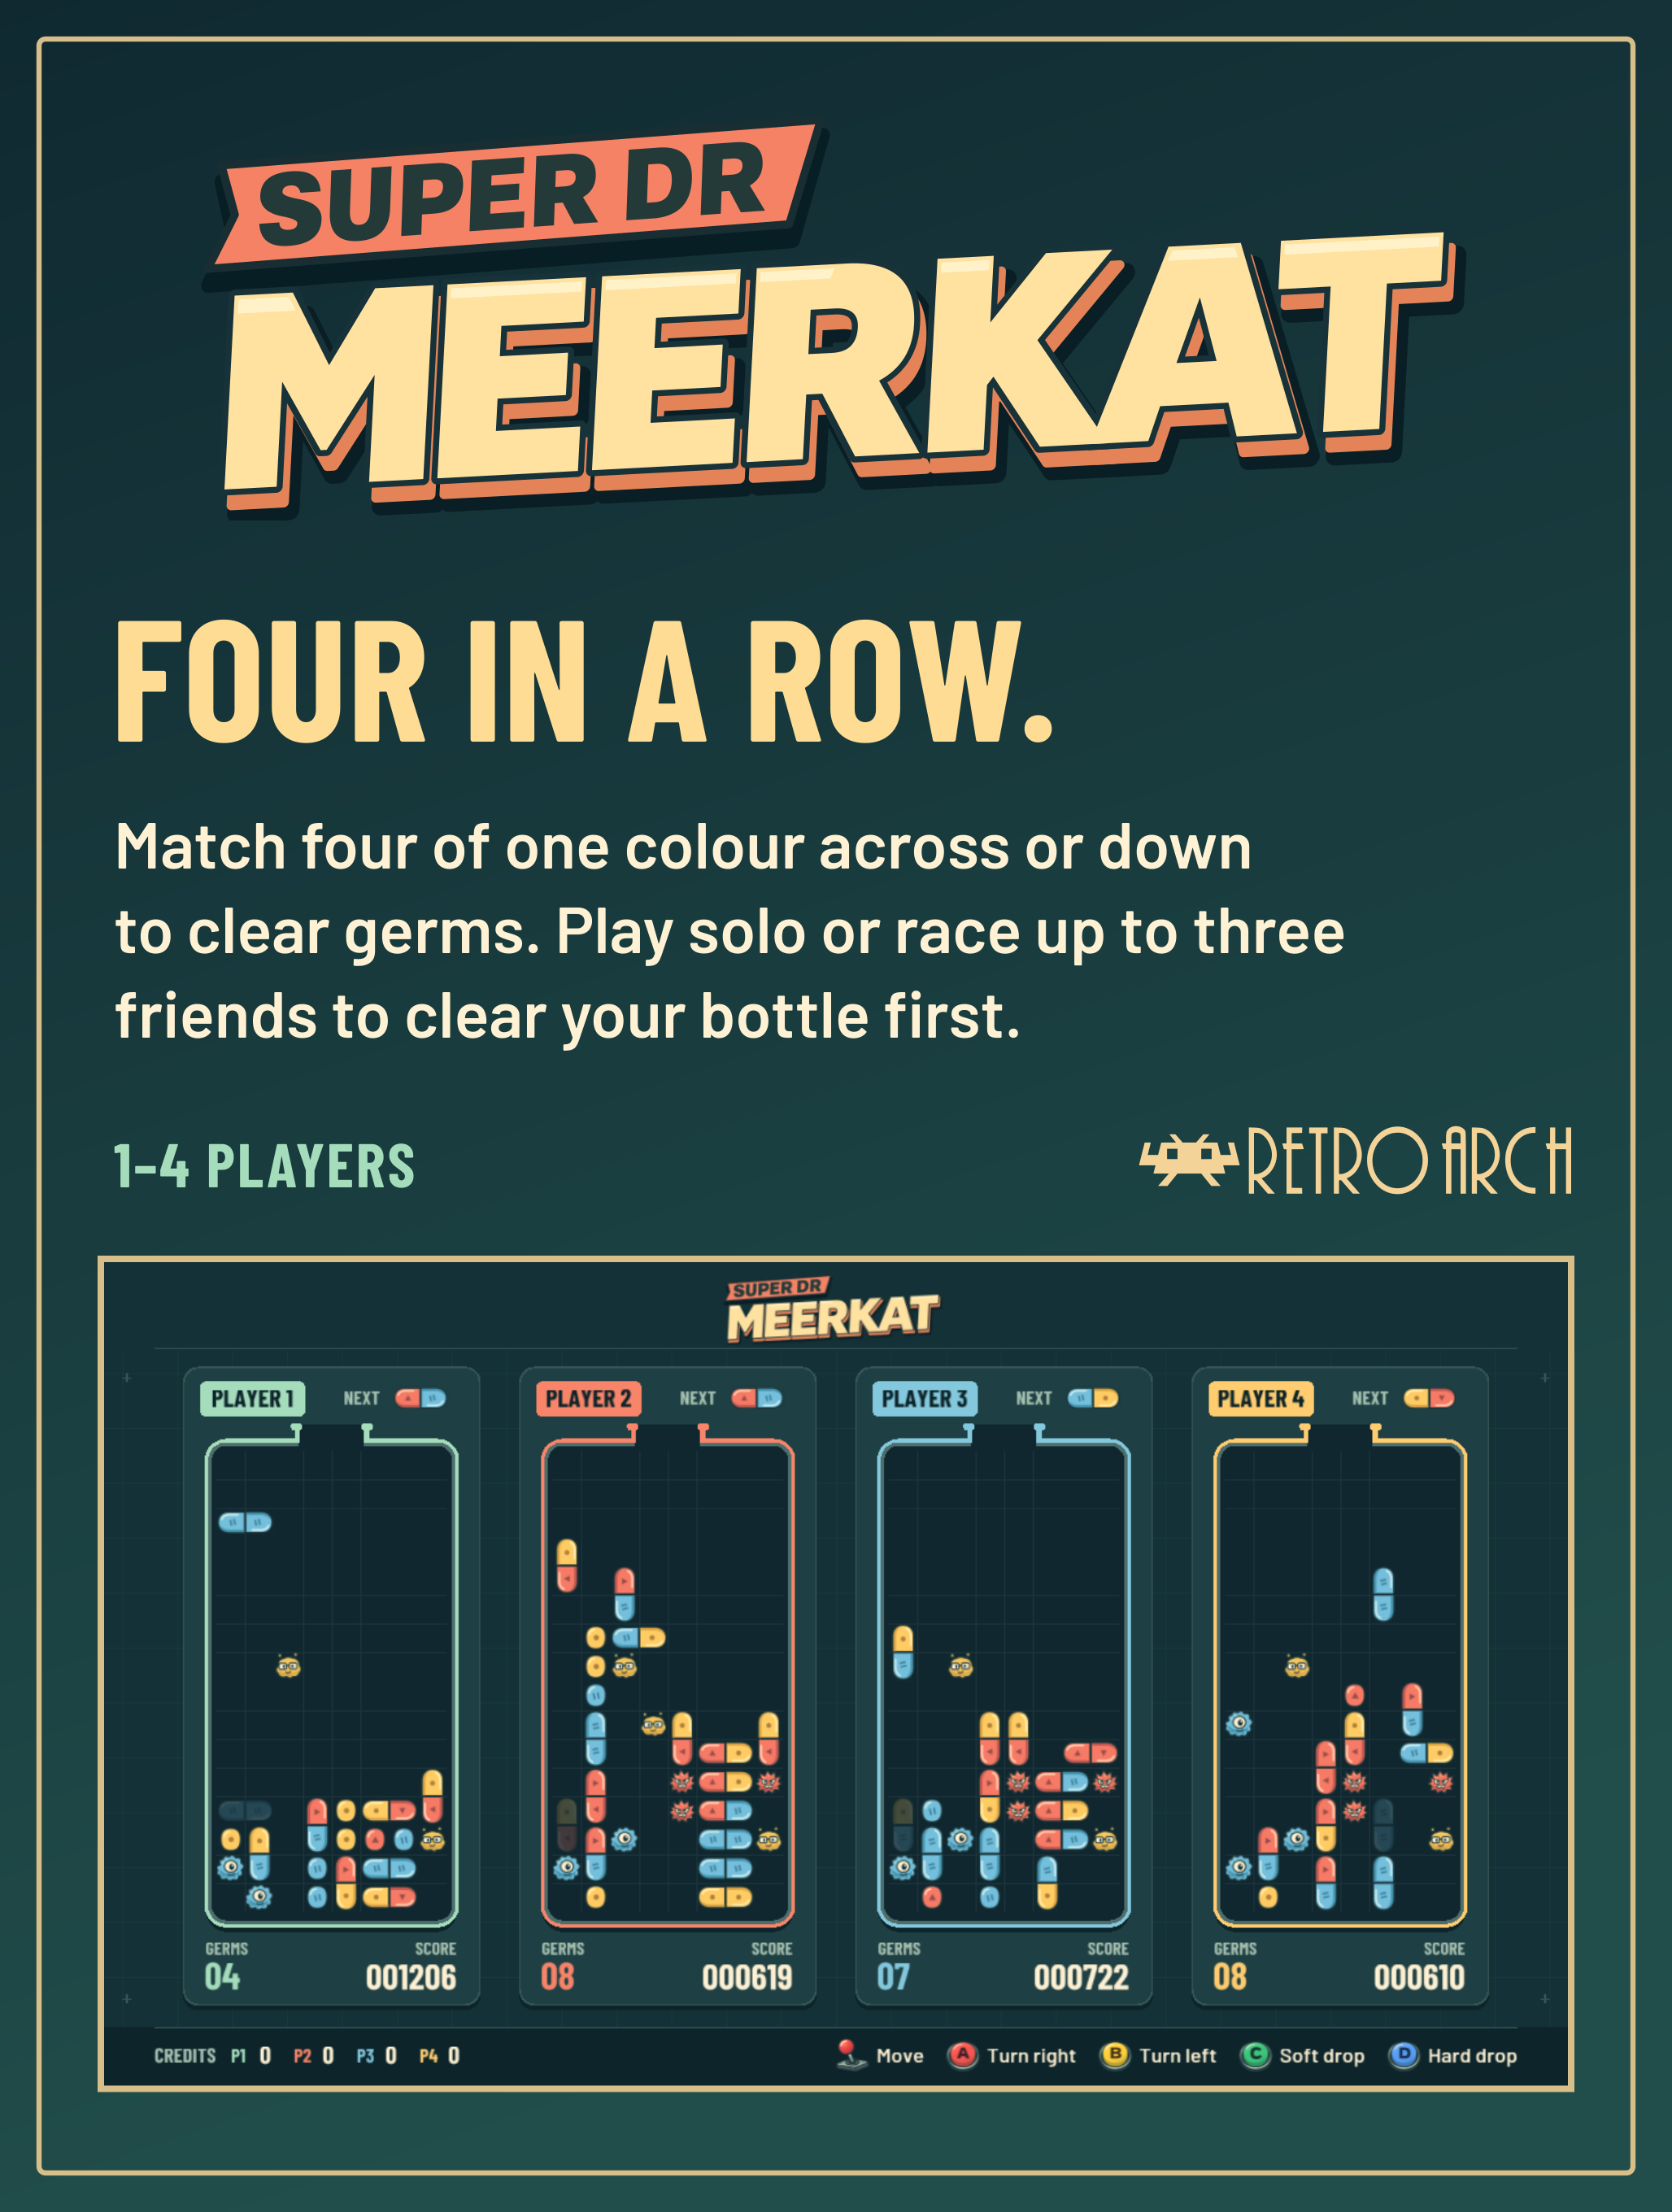 SUPER DR
MEERKAT
FOUR IN A ROW.
Match four of one colour across or down
to clear germs. Play solo or race up to three
friends to clear your bottle first.
1–4 PLAYERS
RETROARCH
SUPER DR
MEERKAT
PLAYER 1 NEXT
PLAYER 2 NEXT
PLAYER 3 NEXT
PLAYER 4 NEXT
GERMS SCORE
04 001206
GERMS SCORE
08 000619
GERMS SCORE
07 000722
GERMS SCORE
08 000610
CREDITS P1 0 P2 0 P3 0 P4 0
Move A Turn right B Turn left C Soft drop D Hard drop